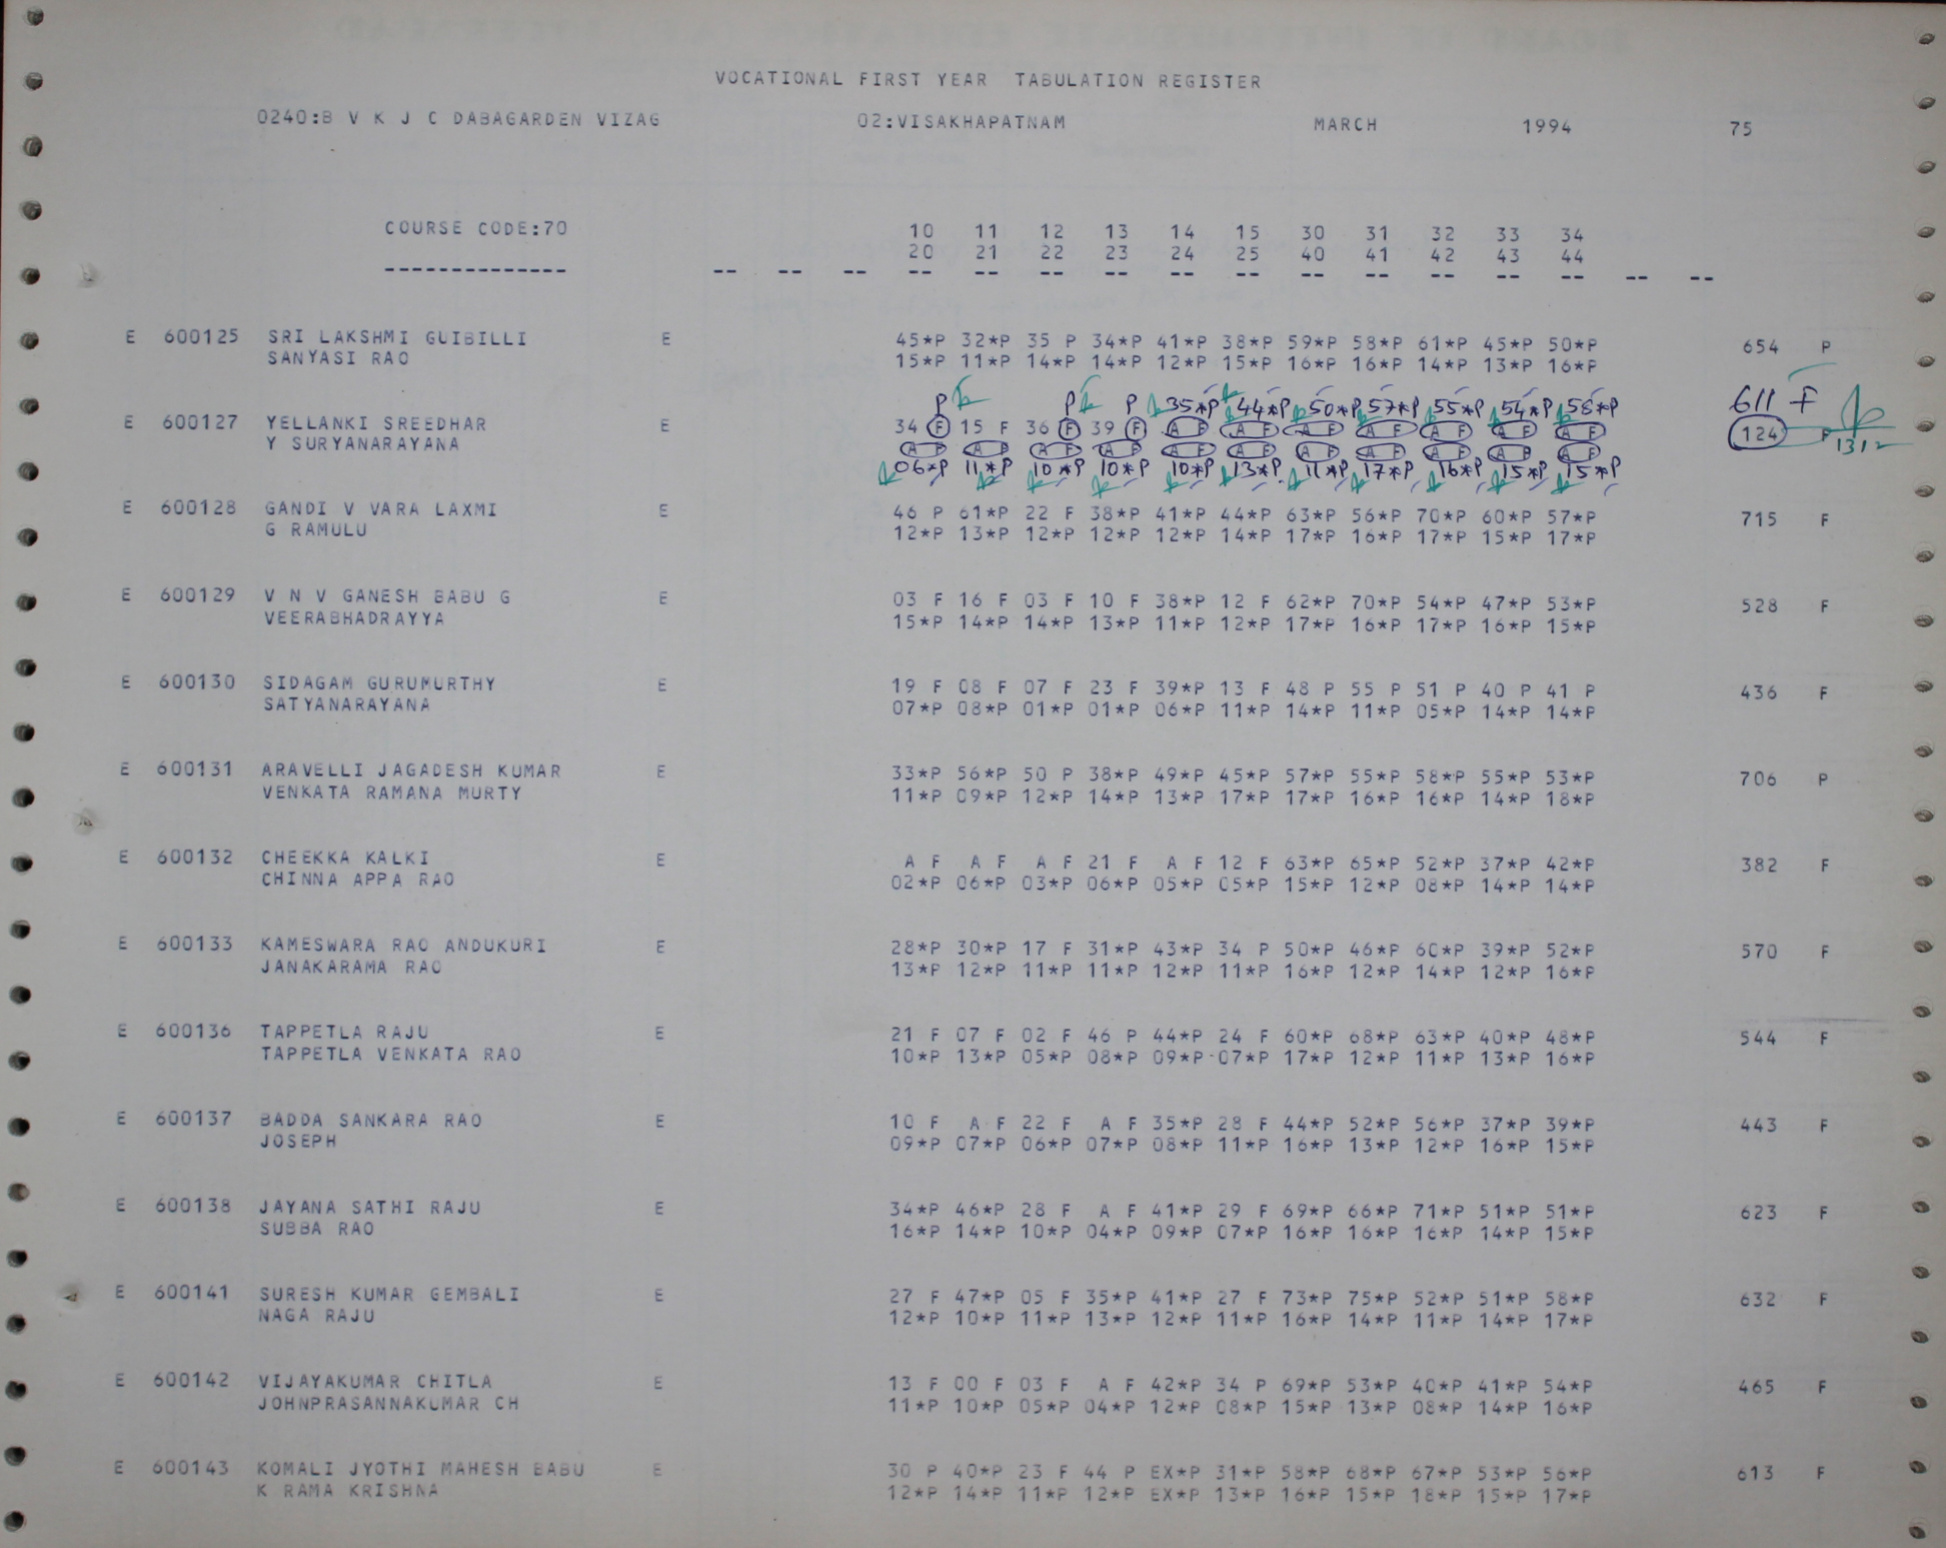 VOCATIONAL FIRST YEAR TABULATION REGISTER
0240:B V K J C DABAGARDEN VIZAG 02:VISAKHAPATNAM MARCH 1994 75
COURSE CODE:70 10 11 12 13 14 15 30 31 32 33 34
20 21 22 23 24 25 40 41 42 43 44
-------------- -- -- -- -- -- -- -- -- -- -- -- -- -- -- -- --
E 600125 SRI LAKSHMI GUIBILLI E 45*P 32*P 35 P 34*P 41*P 38*P 59*P 58*P 61*P 45*P 50*P 654 P
SANYASI RAO 15*P 11*P 14*P 14*P 12*P 15*P 16*P 16*P 14*P 13*P 16*P
P P P 35*P 44*P 50*P 57*P 55*P 54*P 58*P 611 F
E 600127 YELLANKI SREEDHAR E 34 F 15 F 36 F 39 F A F A F A F A F A F A F A F 124 F
Y SURYANARAYANA A F A F A F A F A F A F A F A F A F A F A F 1312
06*P 11*P 10*P 10*P 10*P 13*P 11*P 17*P 16*P 15*P 15*P
E 600128 GANDI V VARA LAXMI E 46 P 61*P 22 F 38*P 41*P 44*P 63*P 56*P 70*P 60*P 57*P 715 F
G RAMULU 12*P 13*P 12*P 12*P 12*P 14*P 17*P 16*P 17*P 15*P 17*P
E 600129 V N V GANESH BABU G E 03 F 16 F 03 F 10 F 38*P 12 F 62*P 70*P 54*P 47*P 53*P 528 F
VEERABHADRAYYA 15*P 14*P 14*P 13*P 11*P 12*P 17*P 16*P 17*P 16*P 15*P
E 600130 SIDAGAM GURUMURTHY E 19 F 08 F 07 F 23 F 39*P 13 F 48 P 55 P 51 P 40 P 41 P 436 F
SATYANARAYANA 07*P 08*P 01*P 01*P 06*P 11*P 14*P 11*P 05*P 14*P 14*P
E 600131 ARAVELLI JAGADESH KUMAR E 33*P 56*P 50 P 38*P 49*P 45*P 57*P 55*P 58*P 55*P 53*P 706 P
VENKATA RAMANA MURTY 11*P 09*P 12*P 14*P 13*P 17*P 17*P 16*P 16*P 14*P 18*P
E 600132 CHEEKKA KALKI E A F A F A F 21 F A F 12 F 63*P 65*P 52*P 37*P 42*P 382 F
CHINNA APPA RAO 02*P 06*P 03*P 06*P 05*P 05*P 15*P 12*P 08*P 14*P 14*P
E 600133 KAMESWARA RAO ANDUKURI E 28*P 30*P 17 F 31*P 43*P 34 P 50*P 46*P 60*P 39*P 52*P 570 F
JANAKARAMA RAO 13*P 12*P 11*P 11*P 12*P 11*P 16*P 12*P 14*P 12*P 16*P
E 600136 TAPPETLA RAJU E 21 F 07 F 02 F 46 P 44*P 24 F 60*P 68*P 63*P 40*P 48*P 544 F
TAPPETLA VENKATA RAO 10*P 13*P 05*P 08*P 09*P 07*P 17*P 12*P 11*P 13*P 16*P
E 600137 BADDA SANKARA RAO E 10 F A F 22 F A F 35*P 28 F 44*P 52*P 56*P 37*P 39*P 443 F
JOSEPH 09*P 07*P 06*P 07*P 08*P 11*P 16*P 13*P 12*P 16*P 15*P
E 600138 JAYANA SATHI RAJU E 34*P 46*P 28 F A F 41*P 29 F 69*P 66*P 71*P 51*P 51*P 623 F
SUBBA RAO 16*P 14*P 10*P 04*P 09*P 07*P 16*P 16*P 16*P 14*P 15*P
E 600141 SURESH KUMAR GEMBALI E 27 F 47*P 05 F 35*P 41*P 27 F 73*P 75*P 52*P 51*P 58*P 632 F
NAGA RAJU 12*P 10*P 11*P 13*P 12*P 11*P 16*P 14*P 11*P 14*P 17*P
E 600142 VIJAYAKUMAR CHITLA E 13 F 00 F 03 F A F 42*P 34 P 69*P 53*P 40*P 41*P 54*P 465 F
JOHNPRASANNAKUMAR CH 11*P 10*P 05*P 04*P 12*P 08*P 15*P 13*P 08*P 14*P 16*P
E 600143 KOMALI JYOTHI MAHESH BABU E 30 P 40*P 23 F 44 P EX*P 31*P 58*P 68*P 67*P 53*P 56*P 613 F
K RAMA KRISHNA 12*P 14*P 11*P 12*P EX*P 13*P 16*P 15*P 18*P 15*P 17*P